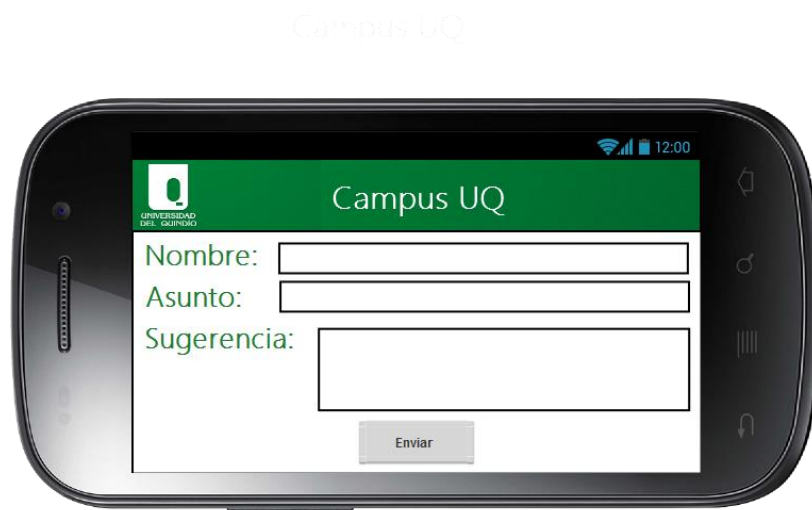 Campus UQ
12:00
UNIVERSIDAD
DEL QUINDÍO
Campus UQ
Nombre:
Asunto:
Sugerencia:
Enviar